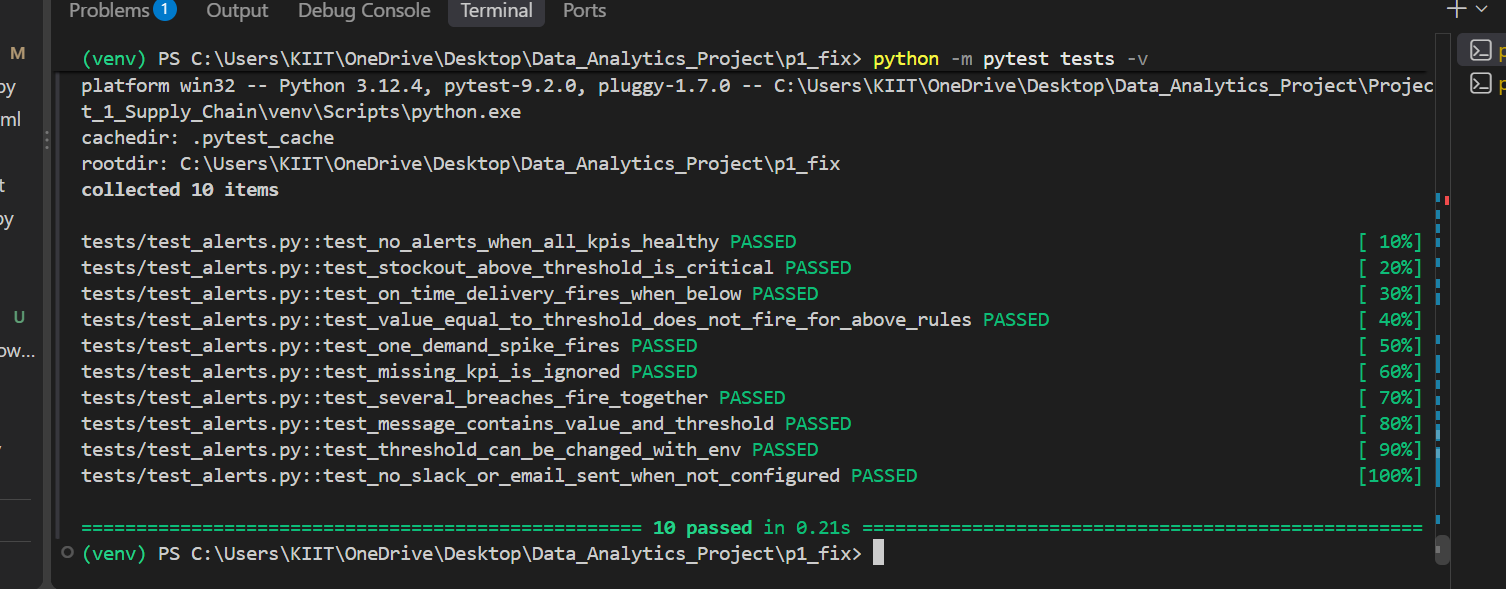 Problems 1 Output Debug Console Terminal Ports
M
(venv) PS C:\Users\KIIT\OneDrive\Desktop\Data_Analytics_Project\p1_fix> python -m pytest tests -v
py
platform win32 -- Python 3.12.4, pytest-9.2.0, pluggy-1.7.0 -- C:\Users\KIIT\OneDrive\Desktop\Data_Analytics_Project\Projec
ml
t_1_Supply_Chain\venv\Scripts\python.exe
cachedir: .pytest_cache
rootdir: C:\Users\KIIT\OneDrive\Desktop\Data_Analytics_Project\p1_fix
t
collected 10 items
py
tests/test_alerts.py::test_no_alerts_when_all_kpis_healthy PASSED [ 10%]
tests/test_alerts.py::test_stockout_above_threshold_is_critical PASSED [ 20%]
tests/test_alerts.py::test_on_time_delivery_fires_when_below PASSED [ 30%]
U
tests/test_alerts.py::test_value_equal_to_threshold_does_not_fire_for_above_rules PASSED [ 40%]
ow...
tests/test_alerts.py::test_one_demand_spike_fires PASSED [ 50%]
tests/test_alerts.py::test_missing_kpi_is_ignored PASSED [ 60%]
tests/test_alerts.py::test_several_breaches_fire_together PASSED [ 70%]
tests/test_alerts.py::test_message_contains_value_and_threshold PASSED [ 80%]
tests/test_alerts.py::test_threshold_can_be_changed_with_env PASSED [ 90%]
tests/test_alerts.py::test_no_slack_or_email_sent_when_not_configured PASSED [100%]
=================================================== 10 passed in 0.21s ===================================================
(venv) PS C:\Users\KIIT\OneDrive\Desktop\Data_Analytics_Project\p1_fix>